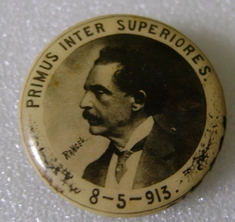 PRIMUS INTER SUPERIORES.
8-5-913.